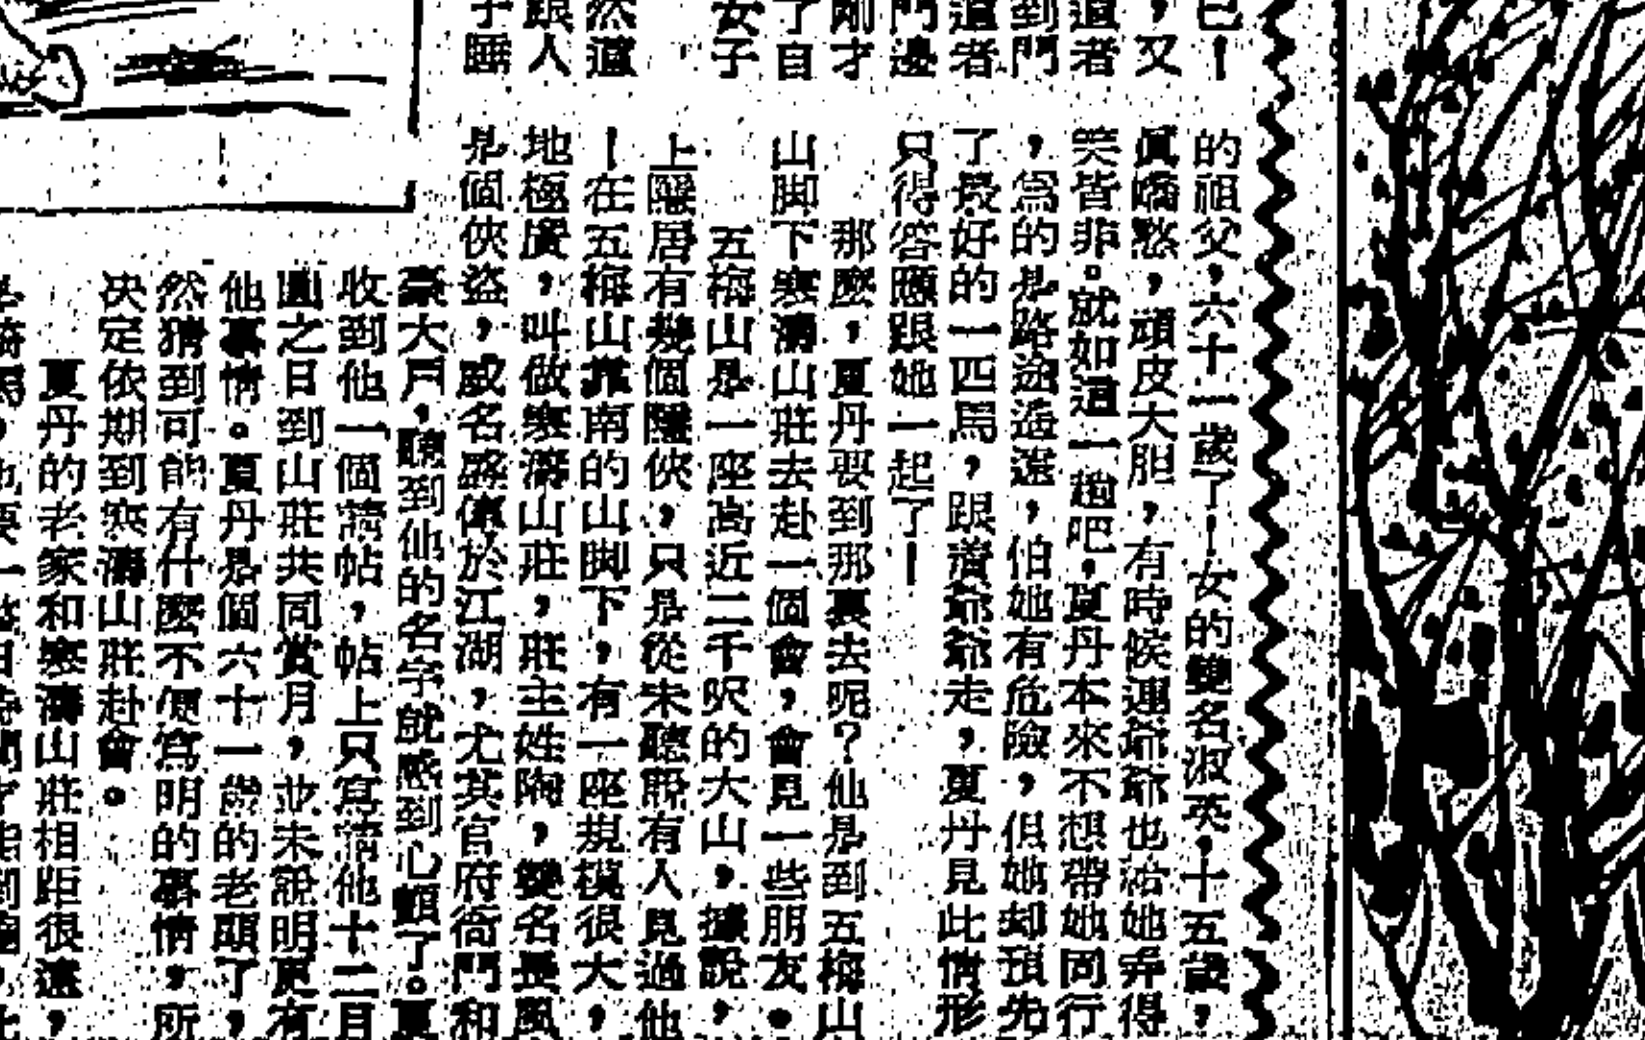 已！
，又
道者
到門
道者
門邊
剛才
了自
女子
然道
跟人
子睡
的祖父，六十一歲了！女的雙名淑英，十五歲，
眞嬌憨，頑皮大胆，有時候連爺爺也給她弄得
笑皆非。就如這一趟吧，夏丹本來不想帶她同行
，爲的是路途遙遠，怕她有危險，但她却預先
了最好的一匹馬，跟着爺爺走，夏丹見此情形
只得答應跟她一起了！
那麽，夏丹要到那裏去呢？他是到五梅山
山脚下寒濤山莊去赴一個會，會見一些朋友。
五梅山是一座高近二千呎的大山，據說，
上隱居有幾個隱俠，只是從未聽聞有人見過他
！在五梅山靠南的山脚下，有一座規模很大，
地極廣，叫做寒濤山莊，莊主姓陶，雙名長風
是個俠盜，威名盛傳於江湖，尤其官府衙門和
豪大戶，聽到他的名字就感到心顫了。夏
收到他一個請帖，帖上只寫請他十二月
圓之日到山莊共同賞月，並未說明更有
他事情。夏丹是個六十一歲的老頭了，
然猜到可能有什麽不便寫明的事情，所
决定依期到寒濤山莊赴會。
夏丹的老家和寒濤山莊相距很遠，